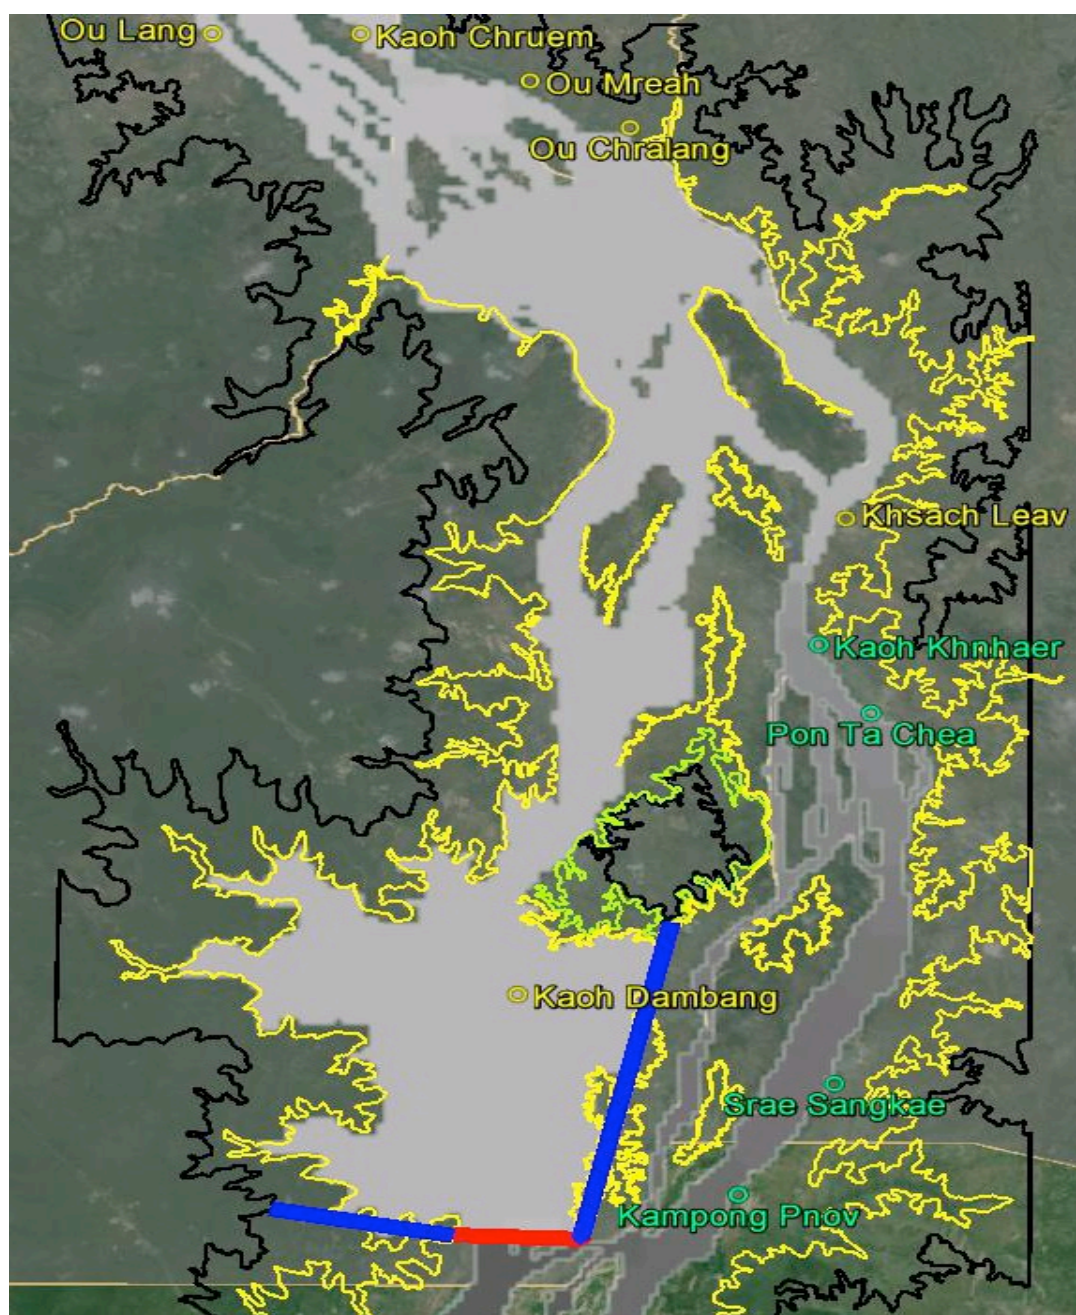 Ou Lang
Kaoh Chruem
Ou Mreah
Ou Chralang
Khsach Leav
Kaoh Khnhaer
Pon Ta Chea
Kaoh Dambang
Srae Sangkae
Kampong Pnov